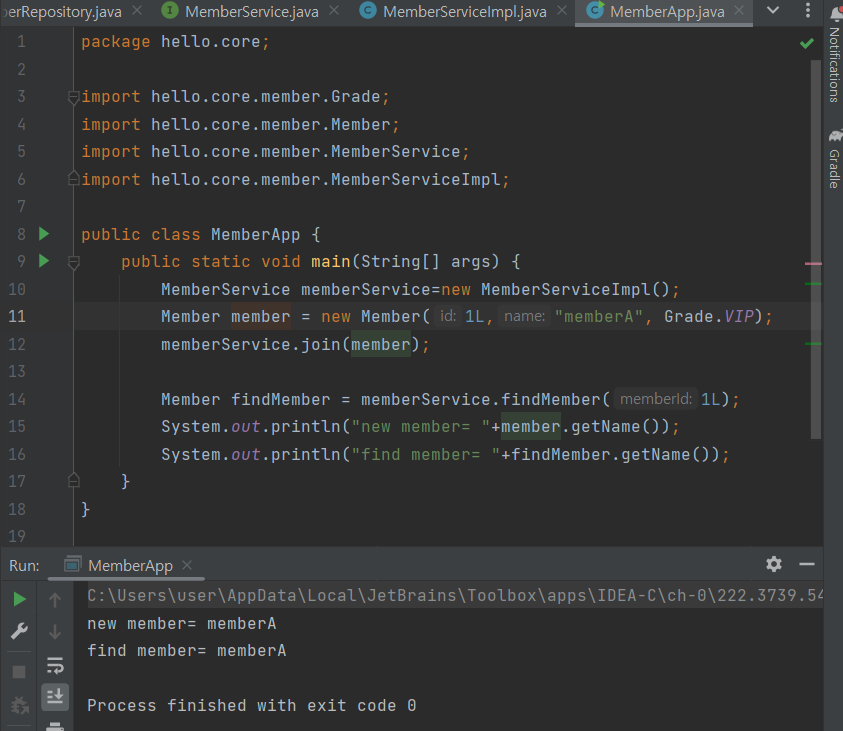 erRepository.java MemberService.java MemberServiceImpl.java MemberApp.java
1 package hello.core;
2
3 import hello.core.member.Grade;
4 import hello.core.member.Member;
5 import hello.core.member.MemberService;
6 import hello.core.member.MemberServiceImpl;
7
8 public class MemberApp {
9 public static void main(String[] args) {
10 MemberService memberService=new MemberServiceImpl();
11 Member member = new Member( id: 1L, name: "memberA", Grade.VIP);
12 memberService.join(member);
13
14 Member findMember = memberService.findMember( memberId: 1L);
15 System.out.println("new member= "+member.getName());
16 System.out.println("find member= "+findMember.getName());
17 }
18 }
19
Notifications
Gradle
Run: MemberApp
C:\Users\user\AppData\Local\JetBrains\Toolbox\apps\IDEA-C\ch-0\222.3739.54
new member= memberA
find member= memberA
Process finished with exit code 0